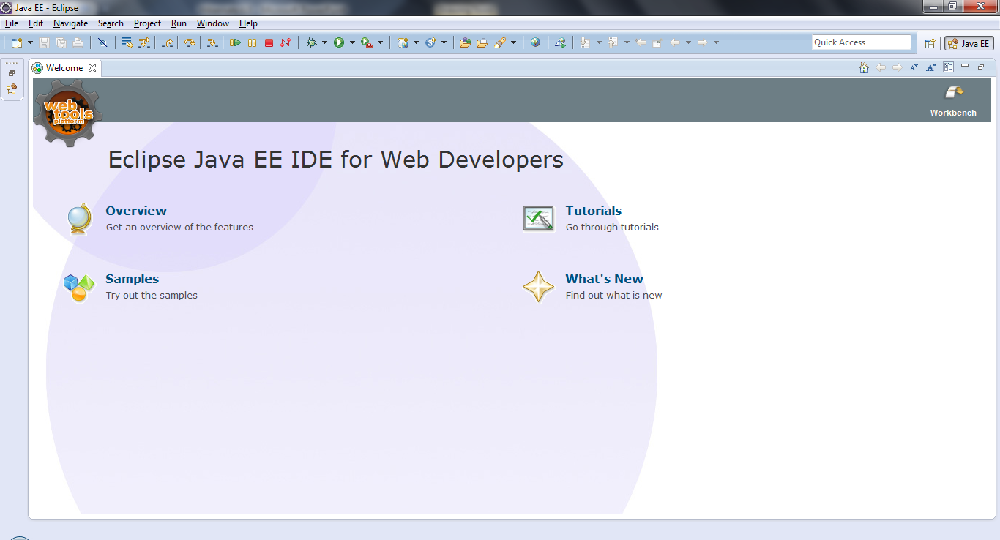 Java EE - Eclipse
File Edit Navigate Search Project Run Window Help
Quick Access
Java EE
Welcome
web
tools
platform
Workbench
Eclipse Java EE IDE for Web Developers
Overview
Get an overview of the features
Tutorials
Go through tutorials
Samples
Try out the samples
What's New
Find out what is new